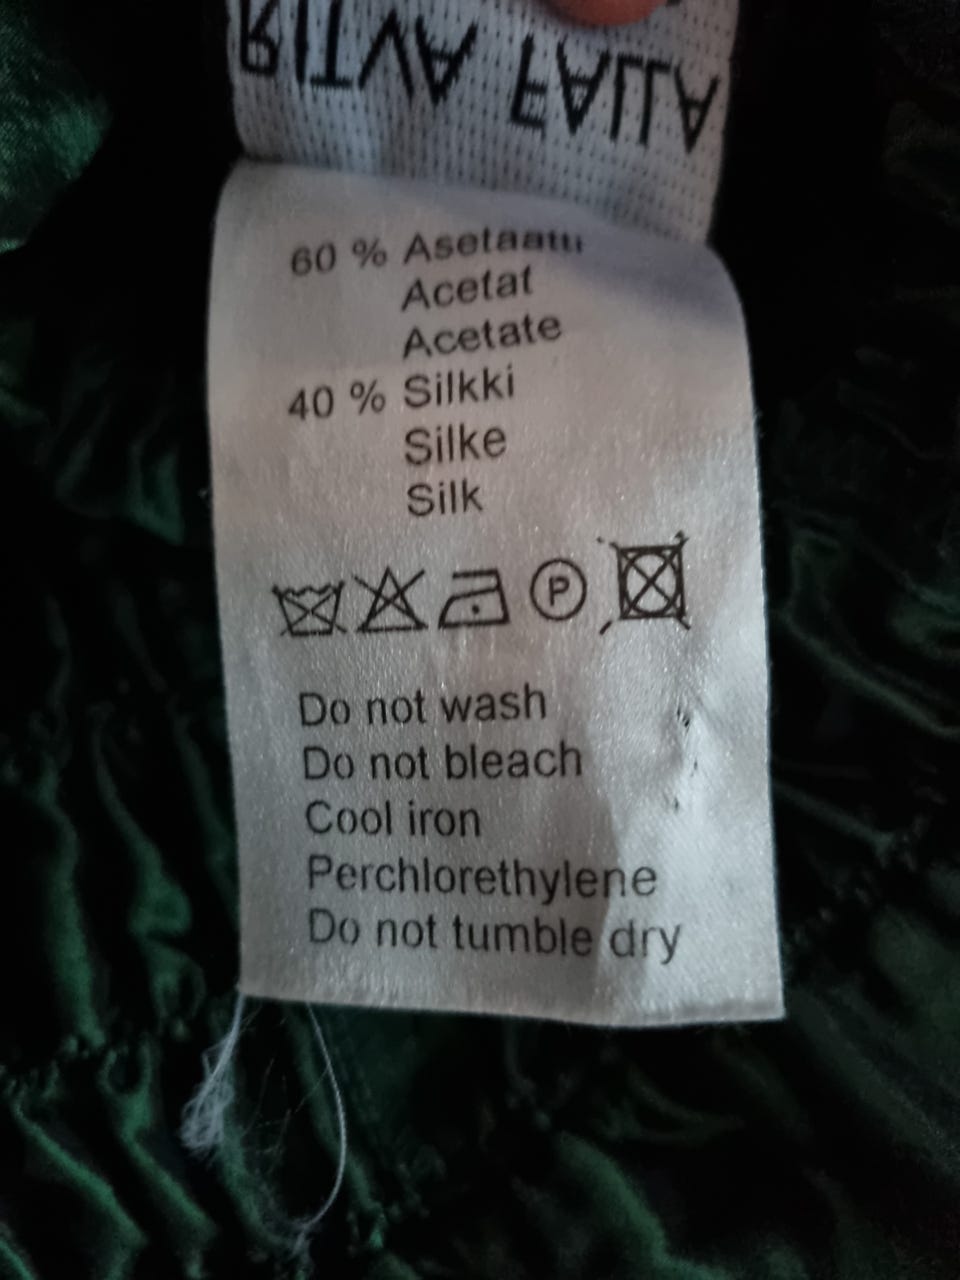 RITVA FALLA
60 % Asetaatti
Acetat
Acetate
40 % Silkki
Silke
Silk
P
Do not wash
Do not bleach
Cool iron
Perchlorethylene
Do not tumble dry